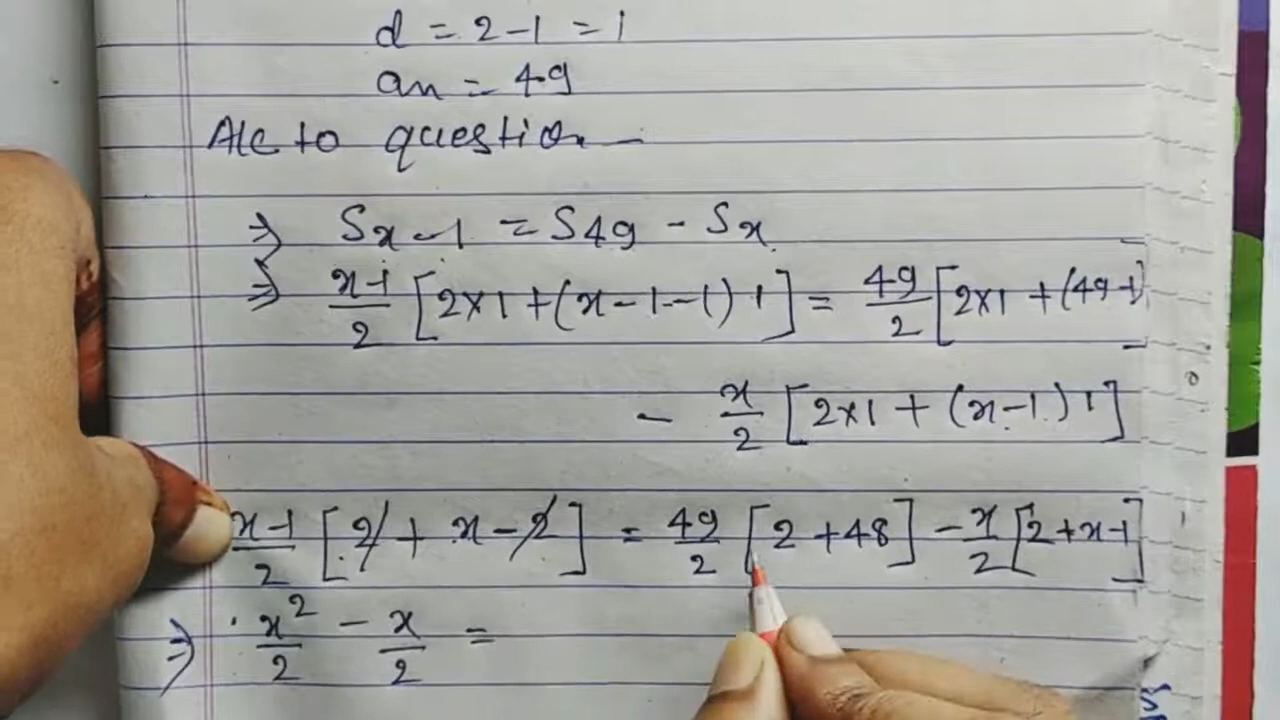 d = 2-1 = 1
an = 49
A/c to question –
⇒ Sx-1 = S49 - Sx
⇒ x-1/2 [2×1+(x-1-1)1] = 49/2 [2×1+(49-1)
- x/2 [2×1+(x-1)1]
x-1/2 [2+x-2] = 49/2 [2+48] - x/2 [2+x-1]
⇒ x²/2 - x/2 =